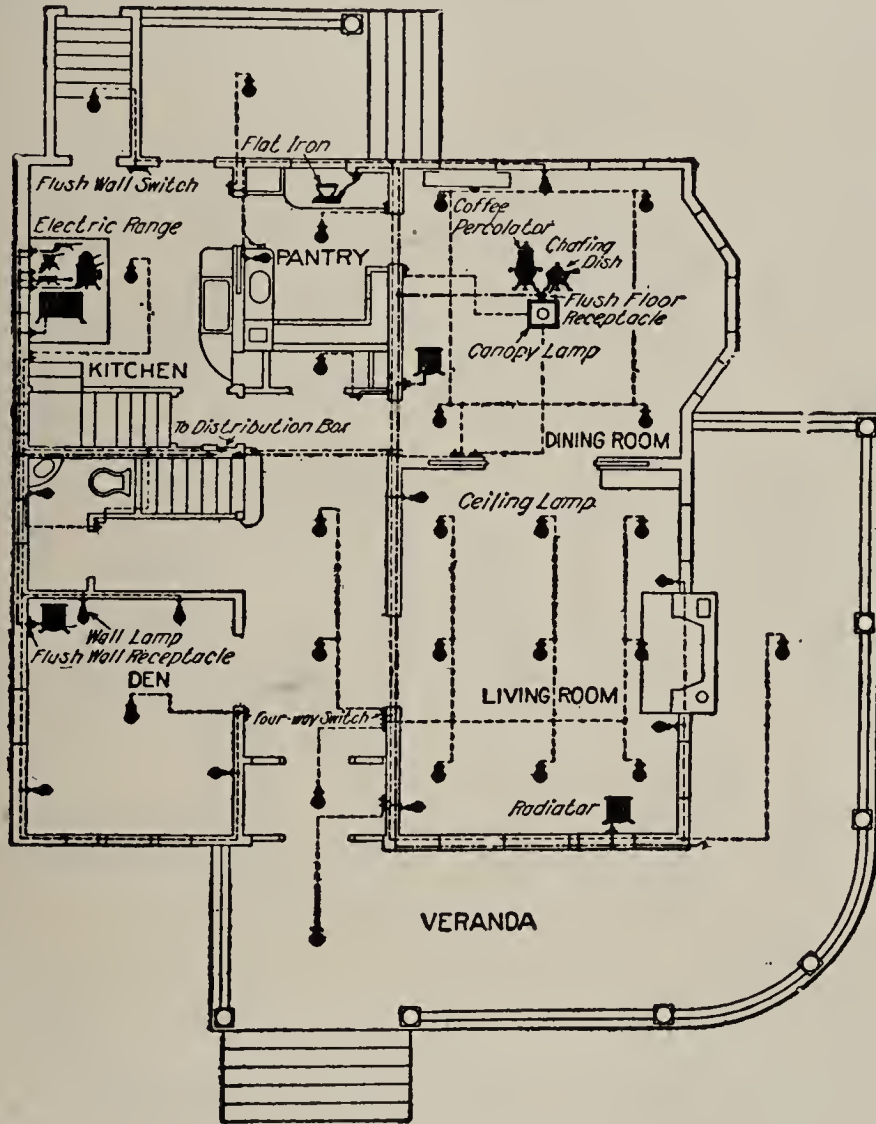 Flat Iron
Flush Wall Switch
Electric Range
PANTRY
Coffee
Percolator
Chafing
Dish
Flush Floor
Receptacle
Canopy Lamp
KITCHEN
To Distribution Box
DINING ROOM
Ceiling Lamp
Wall Lamp
Flush Wall Receptacle
DEN
Four-way Switch
LIVING ROOM
Radiator
VERANDA